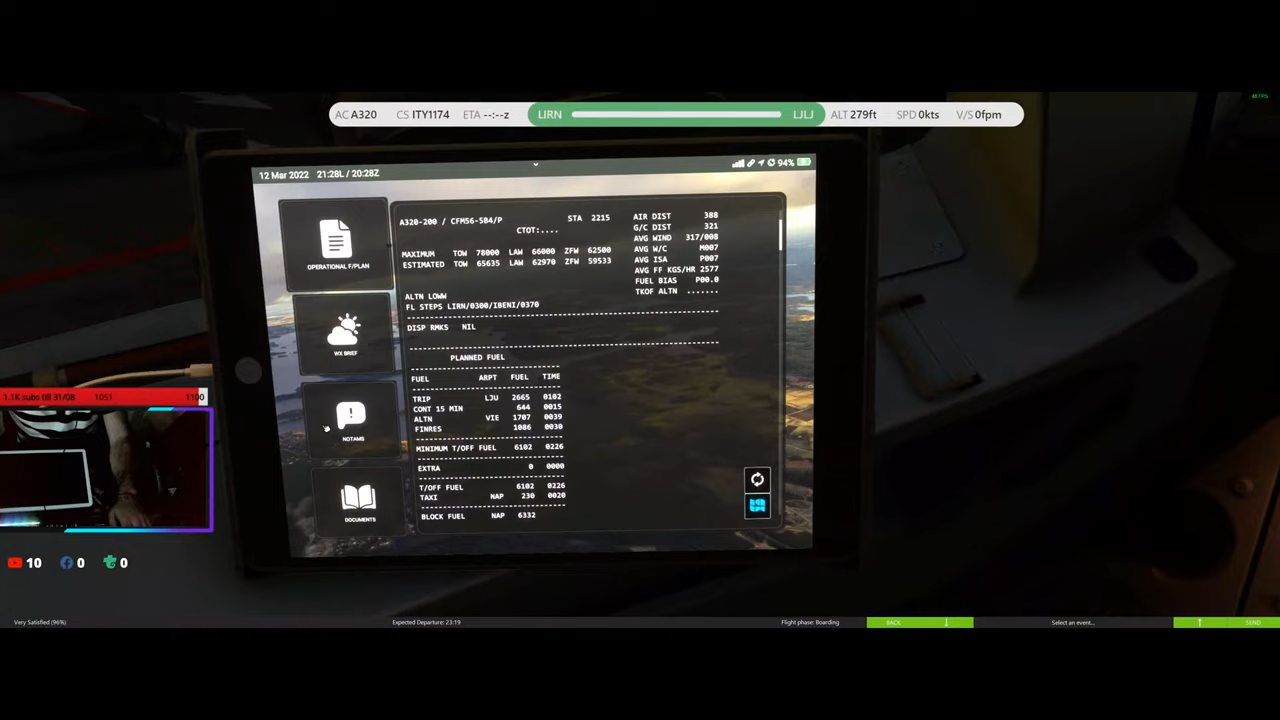 48 FPS
AC A320 CS ITY1174 ETA --:--z LIRN LJLJ ALT 279ft SPD 0kts V/S 0fpm
12 Mar 2022 21:28L / 20:28Z 94%
OPERATIONAL F/PLAN
WX BRIEF
NOTAMS
DOCUMENTS
A320-200 / CFM56-5B4/P STA 2215
CTOT:....
MAXIMUM TOW 78000 LAW 66000 ZFW 62500
ESTIMATED TOW 65635 LAW 62970 ZFW 59533
AIR DIST 388
G/C DIST 321
AVG WIND 317/008
AVG W/C M007
AVG ISA P007
AVG FF KGS/HR 2577
FUEL BIAS P00.0
TKOF ALTN .......
ALTN LOWW
FL STEPS LIRN/0300/IBENI/0370
DISP RMKS NIL
PLANNED FUEL
FUEL ARPT FUEL TIME
TRIP LJU 2665 0102
CONT 15 MIN 644 0015
ALTN VIE 1707 0039
FINRES 1086 0030
MINIMUM T/OFF FUEL 6102 0226
EXTRA 0 0000
T/OFF FUEL 6102 0226
TAXI NAP 230 0020
BLOCK FUEL NAP 6332
1.1K subs till 31/08 1051 1100
10 0 0
Very Satisfied (96%) Expected Departure: 23:19 Flight phase: Boarding BACK ↓ Select an event... ↑ SEND